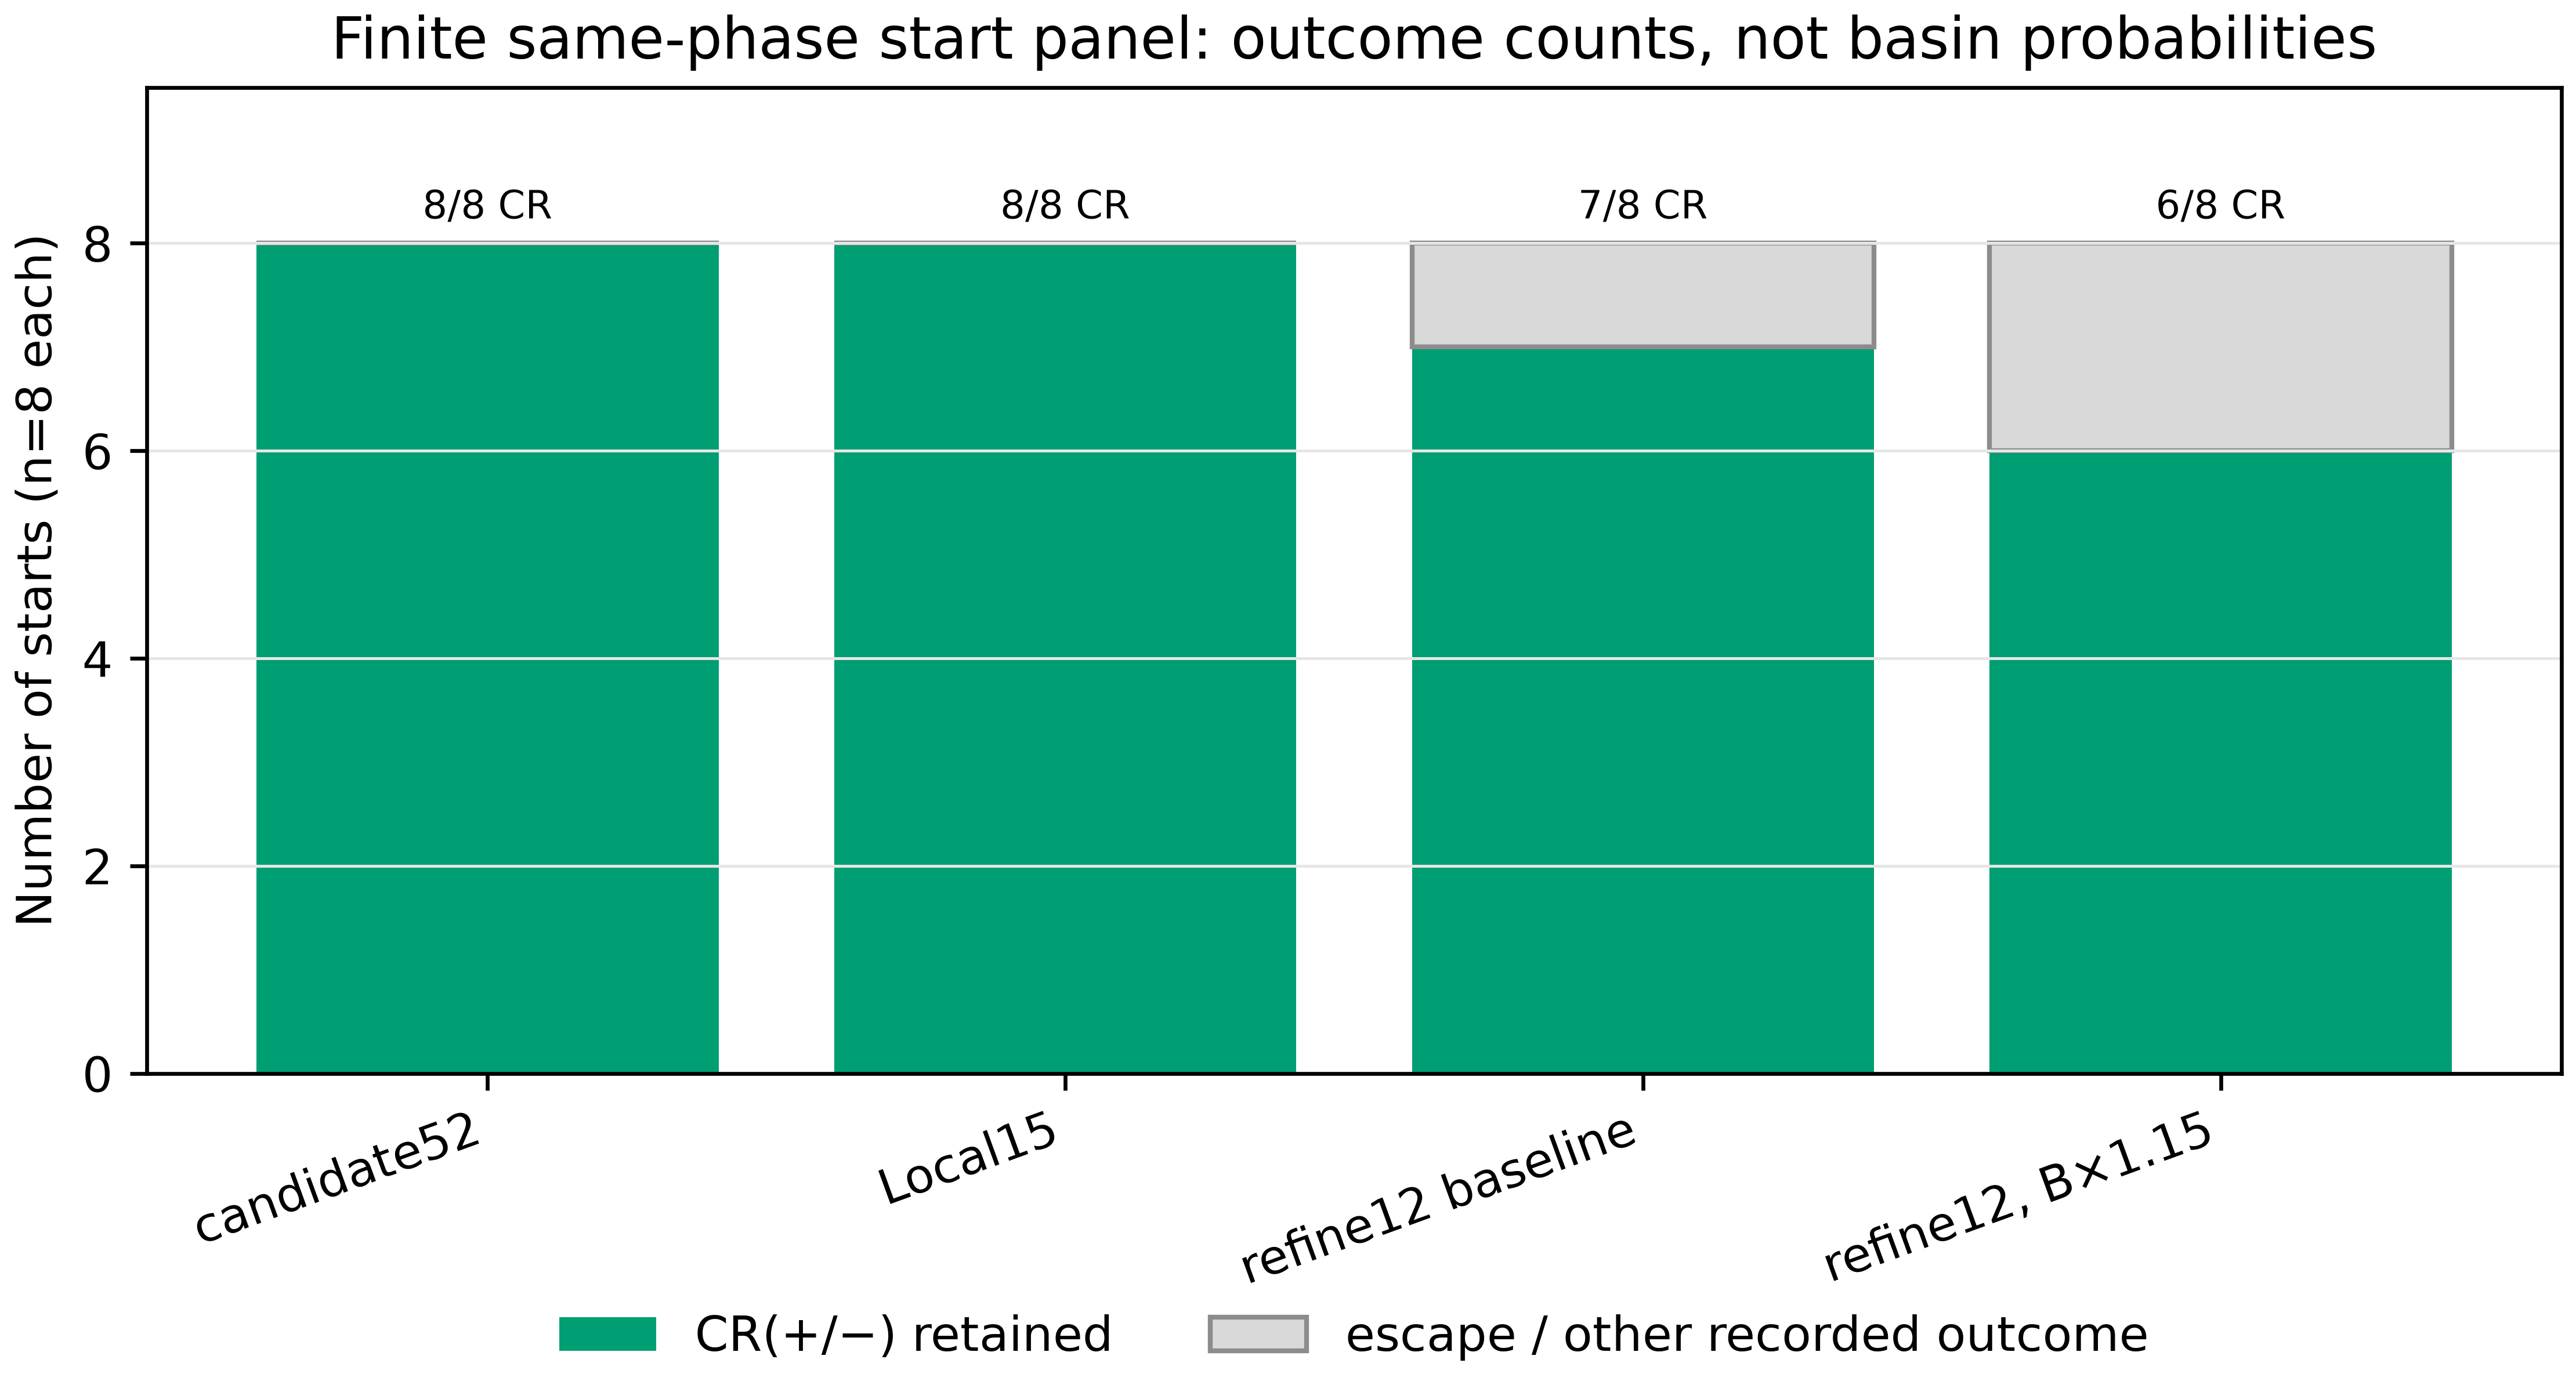 Finite same-phase start panel: outcome counts, not basin probabilities
Number of starts (n=8 each)
8
6
4
2
0
8/8 CR
8/8 CR
7/8 CR
6/8 CR
candidate52
Local15
refine12 baseline
refine12, B×1.15
CR(+/−) retained
escape / other recorded outcome